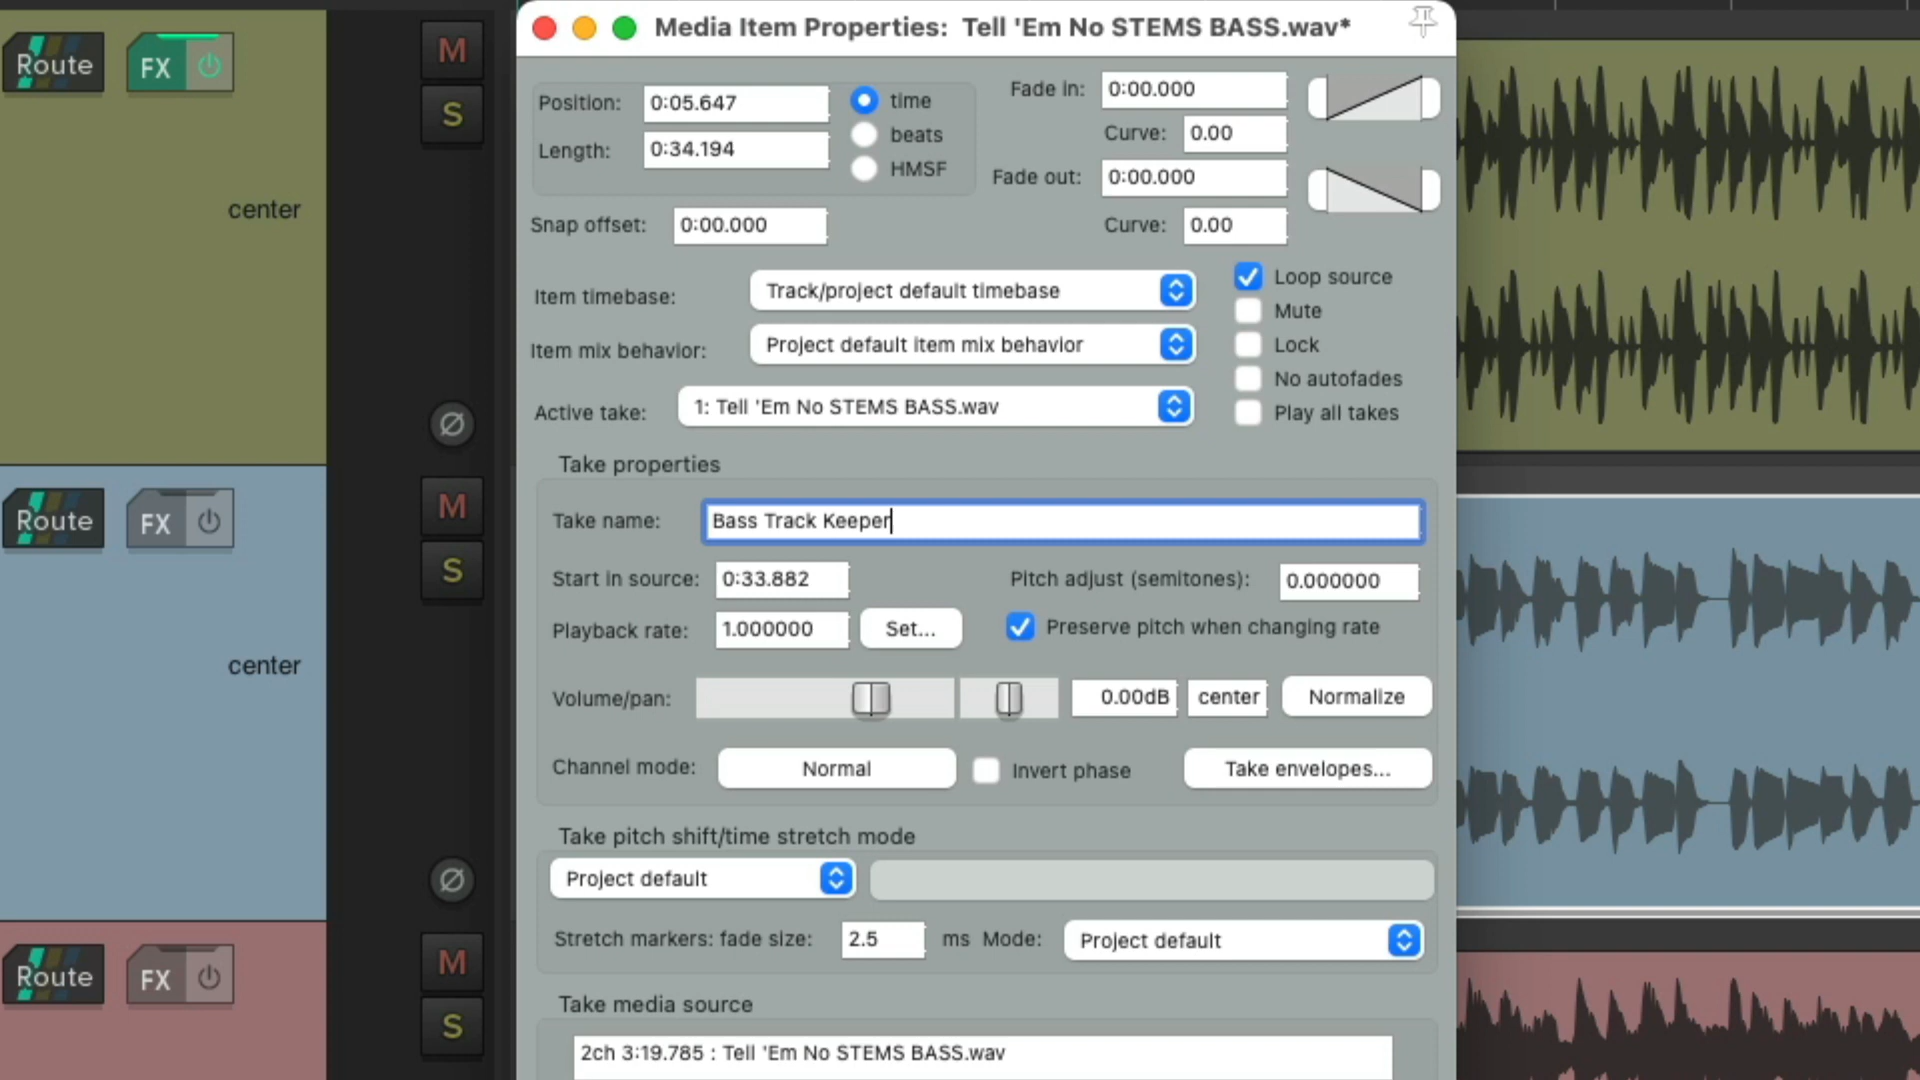 Media Item Properties: Tell 'Em No STEMS BASS.wav*
Route FX M
S
center
Ø
Route FX M
S
center
Ø
Route FX M
S
Position: 0:05.647
time
Length: 0:34.194
beats
HMSF
Fade in: 0:00.000
Curve: 0.00
Fade out: 0:00.000
Curve: 0.00
Snap offset: 0:00.000
Item timebase: Track/project default timebase
Item mix behavior: Project default item mix behavior
Active take: 1: Tell 'Em No STEMS BASS.wav
Loop source
Mute
Lock
No autofades
Play all takes
Take properties
Take name: Bass Track Keeper
Start in source: 0:33.882 Pitch adjust (semitones): 0.000000
Playback rate: 1.000000 Set... Preserve pitch when changing rate
Volume/pan: 0.00dB center Normalize
Channel mode: Normal Invert phase Take envelopes...
Take pitch shift/time stretch mode
Project default
Stretch markers: fade size: 2.5 ms Mode: Project default
Take media source
2ch 3:19.785 : Tell 'Em No STEMS BASS.wav